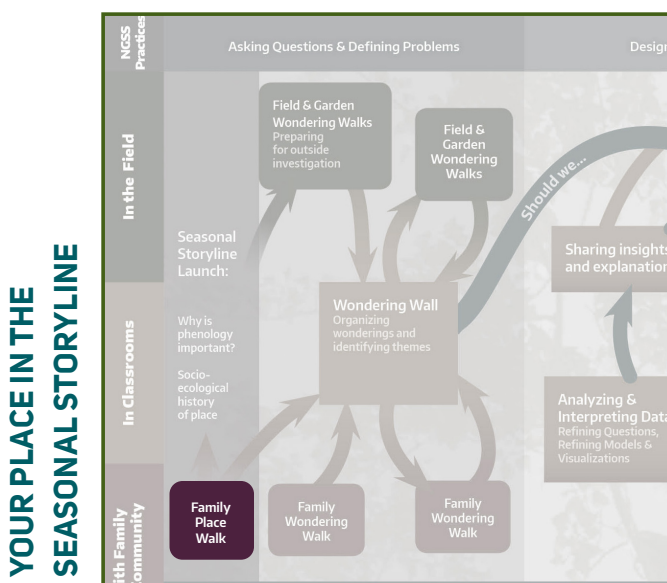 YOUR PLACE IN THE
SEASONAL STORYLINE
NGSS
Practices
Asking Questions & Defining Problems
Design
In the Field
Field & Garden
Wondering Walks
Preparing
for outside
investigation
Field &
Garden
Wondering
Walks
Should we...
Seasonal
Storyline
Launch:
Why is
phenology
important?
Socio-
ecological
history
of place
Sharing insights
and explanation
In Classrooms
Wondering Wall
Organizing
wonderings and
identifying themes
Analyzing &
Interpreting Data
Refining Questions,
Refining Models &
Visualizations
ith Family
ommunity
Family
Place
Walk
Family
Wondering
Walk
Family
Wondering
Walk